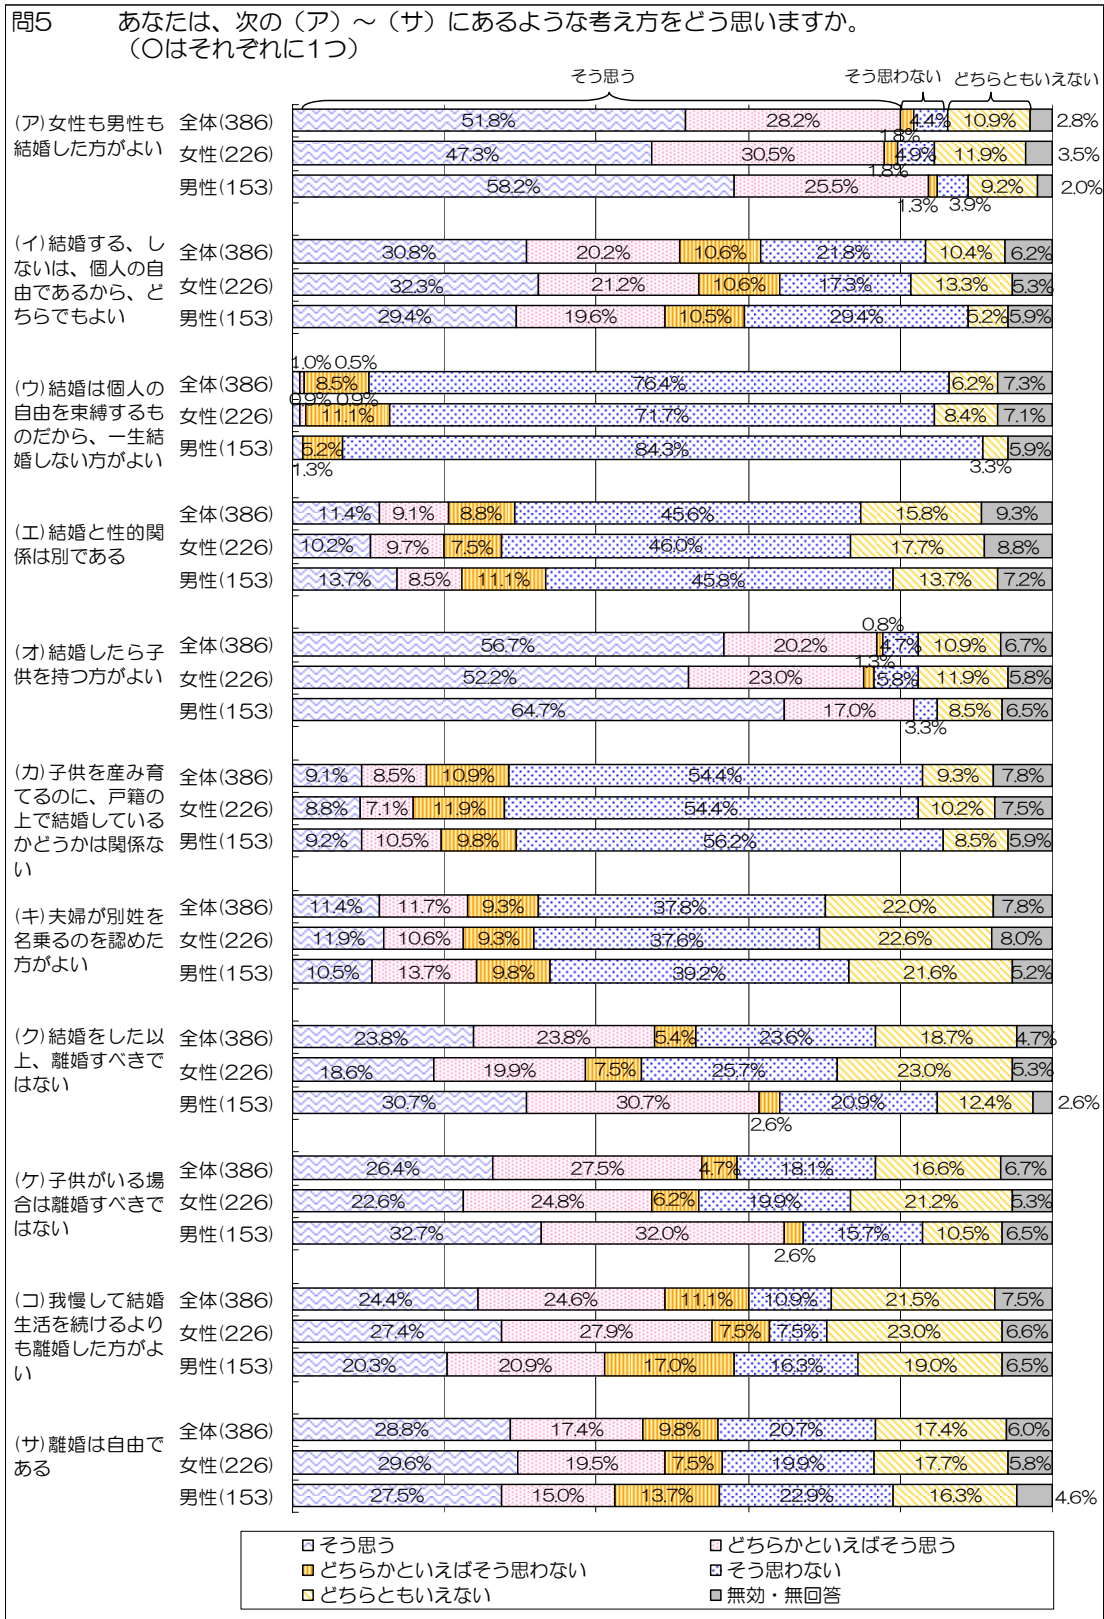 問5 あなたは、次の（ア）～（サ）にあるような考え方をどう思いますか。
（○はそれぞれに1つ）
そう思う そう思わない どちらともいえない
(ア)女性も男性も
結婚した方がよい
全体(386) 51.8% 28.2% 1.8% 4.4% 10.9% 2.8%
女性(226) 47.3% 30.5% 1.8% 4.9% 11.9% 3.5%
男性(153) 58.2% 25.5% 1.3% 3.9% 9.2% 2.0%
(イ)結婚する、し
ないは、個人の自
由であるから、ど
ちらでもよい
全体(386) 30.8% 20.2% 10.6% 21.8% 10.4% 6.2%
女性(226) 32.3% 21.2% 10.6% 17.3% 13.3% 5.3%
男性(153) 29.4% 19.6% 10.5% 29.4% 5.2% 5.9%
(ウ)結婚は個人の
自由を束縛するも
のだから、一生結
婚しない方がよい
全体(386) 1.0% 0.5% 8.5% 76.4% 6.2% 7.3%
女性(226) 0.9% 0.9% 11.1% 71.7% 8.4% 7.1%
男性(153) 1.3% 5.2% 84.3% 3.3% 5.9%
(エ)結婚と性的関
係は別である
全体(386) 11.4% 9.1% 8.8% 45.6% 15.8% 9.3%
女性(226) 10.2% 9.7% 7.5% 46.0% 17.7% 8.8%
男性(153) 13.7% 8.5% 11.1% 45.8% 13.7% 7.2%
(オ)結婚したら子
供を持つ方がよい
全体(386) 56.7% 20.2% 0.8% 4.7% 10.9% 6.7%
女性(226) 52.2% 23.0% 1.3% 5.8% 11.9% 5.8%
男性(153) 64.7% 17.0% 3.3% 8.5% 6.5%
(カ)子供を産み育
てるのに、戸籍の
上で結婚している
かどうかは関係な
い
全体(386) 9.1% 8.5% 10.9% 54.4% 9.3% 7.8%
女性(226) 8.8% 7.1% 11.9% 54.4% 10.2% 7.5%
男性(153) 9.2% 10.5% 9.8% 56.2% 8.5% 5.9%
(キ)夫婦が別姓を
名乗るのを認めた
方がよい
全体(386) 11.4% 11.7% 9.3% 37.8% 22.0% 7.8%
女性(226) 11.9% 10.6% 9.3% 37.6% 22.6% 8.0%
男性(153) 10.5% 13.7% 9.8% 39.2% 21.6% 5.2%
(ク)結婚をした以
上、離婚すべきで
はない
全体(386) 23.8% 23.8% 5.4% 23.6% 18.7% 4.7%
女性(226) 18.6% 19.9% 7.5% 25.7% 23.0% 5.3%
男性(153) 30.7% 30.7% 2.6% 20.9% 12.4% 2.6%
(ケ)子供がいる場
合は離婚すべきで
はない
全体(386) 26.4% 27.5% 4.7% 18.1% 16.6% 6.7%
女性(226) 22.6% 24.8% 6.2% 19.9% 21.2% 5.3%
男性(153) 32.7% 32.0% 2.6% 15.7% 10.5% 6.5%
(コ)我慢して結婚
生活を続けるより
も離婚した方がよ
い
全体(386) 24.4% 24.6% 11.1% 10.9% 21.5% 7.5%
女性(226) 27.4% 27.9% 7.5% 7.5% 23.0% 6.6%
男性(153) 20.3% 20.9% 17.0% 16.3% 19.0% 6.5%
(サ)離婚は自由で
ある
全体(386) 28.8% 17.4% 9.8% 20.7% 17.4% 6.0%
女性(226) 29.6% 19.5% 7.5% 19.9% 17.7% 5.8%
男性(153) 27.5% 15.0% 13.7% 22.9% 16.3% 4.6%
そう思う どちらかといえばそう思う
どちらかといえばそう思わない そう思わない
どちらともいえない 無効・無回答